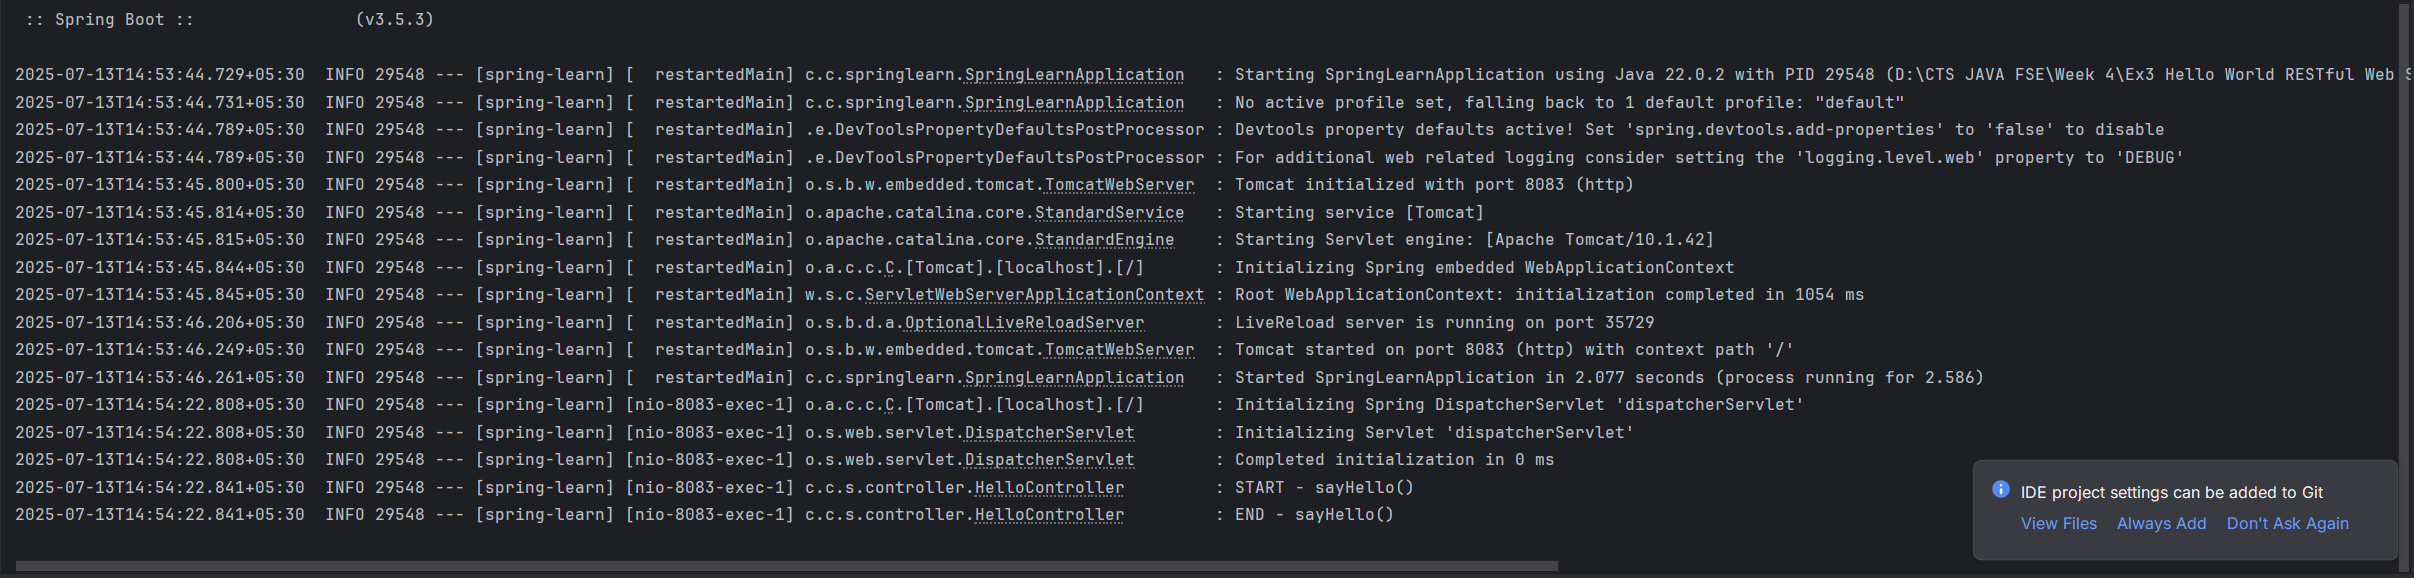 :: Spring Boot ::                (v3.5.3)
2025-07-13T14:53:44.729+05:30  INFO 29548 --- [spring-learn] [  restartedMain] c.c.springlearn.SpringLearnApplication   : Starting SpringLearnApplication using Java 22.0.2 with PID 29548 (D:\CTS JAVA FSE\Week 4\Ex3 Hello World RESTful Web
2025-07-13T14:53:44.731+05:30  INFO 29548 --- [spring-learn] [  restartedMain] c.c.springlearn.SpringLearnApplication   : No active profile set, falling back to 1 default profile: "default"
2025-07-13T14:53:44.789+05:30  INFO 29548 --- [spring-learn] [  restartedMain] .e.DevToolsPropertyDefaultsPostProcessor : Devtools property defaults active! Set 'spring.devtools.add-properties' to 'false' to disable
2025-07-13T14:53:44.789+05:30  INFO 29548 --- [spring-learn] [  restartedMain] .e.DevToolsPropertyDefaultsPostProcessor : For additional web related logging consider setting the 'logging.level.web' property to 'DEBUG'
2025-07-13T14:53:45.800+05:30  INFO 29548 --- [spring-learn] [  restartedMain] o.s.b.w.embedded.tomcat.TomcatWebServer  : Tomcat initialized with port 8083 (http)
2025-07-13T14:53:45.814+05:30  INFO 29548 --- [spring-learn] [  restartedMain] o.apache.catalina.core.StandardService   : Starting service [Tomcat]
2025-07-13T14:53:45.815+05:30  INFO 29548 --- [spring-learn] [  restartedMain] o.apache.catalina.core.StandardEngine    : Starting Servlet engine: [Apache Tomcat/10.1.42]
2025-07-13T14:53:45.844+05:30  INFO 29548 --- [spring-learn] [  restartedMain] o.a.c.c.C.[Tomcat].[localhost].[/]       : Initializing Spring embedded WebApplicationContext
2025-07-13T14:53:45.845+05:30  INFO 29548 --- [spring-learn] [  restartedMain] w.s.c.ServletWebServerApplicationContext : Root WebApplicationContext: initialization completed in 1054 ms
2025-07-13T14:53:46.206+05:30  INFO 29548 --- [spring-learn] [  restartedMain] o.s.b.d.a.OptionalLiveReloadServer       : LiveReload server is running on port 35729
2025-07-13T14:53:46.249+05:30  INFO 29548 --- [spring-learn] [  restartedMain] o.s.b.w.embedded.tomcat.TomcatWebServer  : Tomcat started on port 8083 (http) with context path '/'
2025-07-13T14:53:46.261+05:30  INFO 29548 --- [spring-learn] [  restartedMain] c.c.springlearn.SpringLearnApplication   : Started SpringLearnApplication in 2.077 seconds (process running for 2.586)
2025-07-13T14:54:22.808+05:30  INFO 29548 --- [spring-learn] [nio-8083-exec-1] o.a.c.c.C.[Tomcat].[localhost].[/]       : Initializing Spring DispatcherServlet 'dispatcherServlet'
2025-07-13T14:54:22.808+05:30  INFO 29548 --- [spring-learn] [nio-8083-exec-1] o.s.web.servlet.DispatcherServlet        : Initializing Servlet 'dispatcherServlet'
2025-07-13T14:54:22.808+05:30  INFO 29548 --- [spring-learn] [nio-8083-exec-1] o.s.web.servlet.DispatcherServlet        : Completed initialization in 0 ms
2025-07-13T14:54:22.841+05:30  INFO 29548 --- [spring-learn] [nio-8083-exec-1] c.c.s.controller.HelloController         : START - sayHello()
2025-07-13T14:54:22.841+05:30  INFO 29548 --- [spring-learn] [nio-8083-exec-1] c.c.s.controller.HelloController         : END - sayHello()
IDE project settings can be added to Git
View Files  Always Add  Don't Ask Again